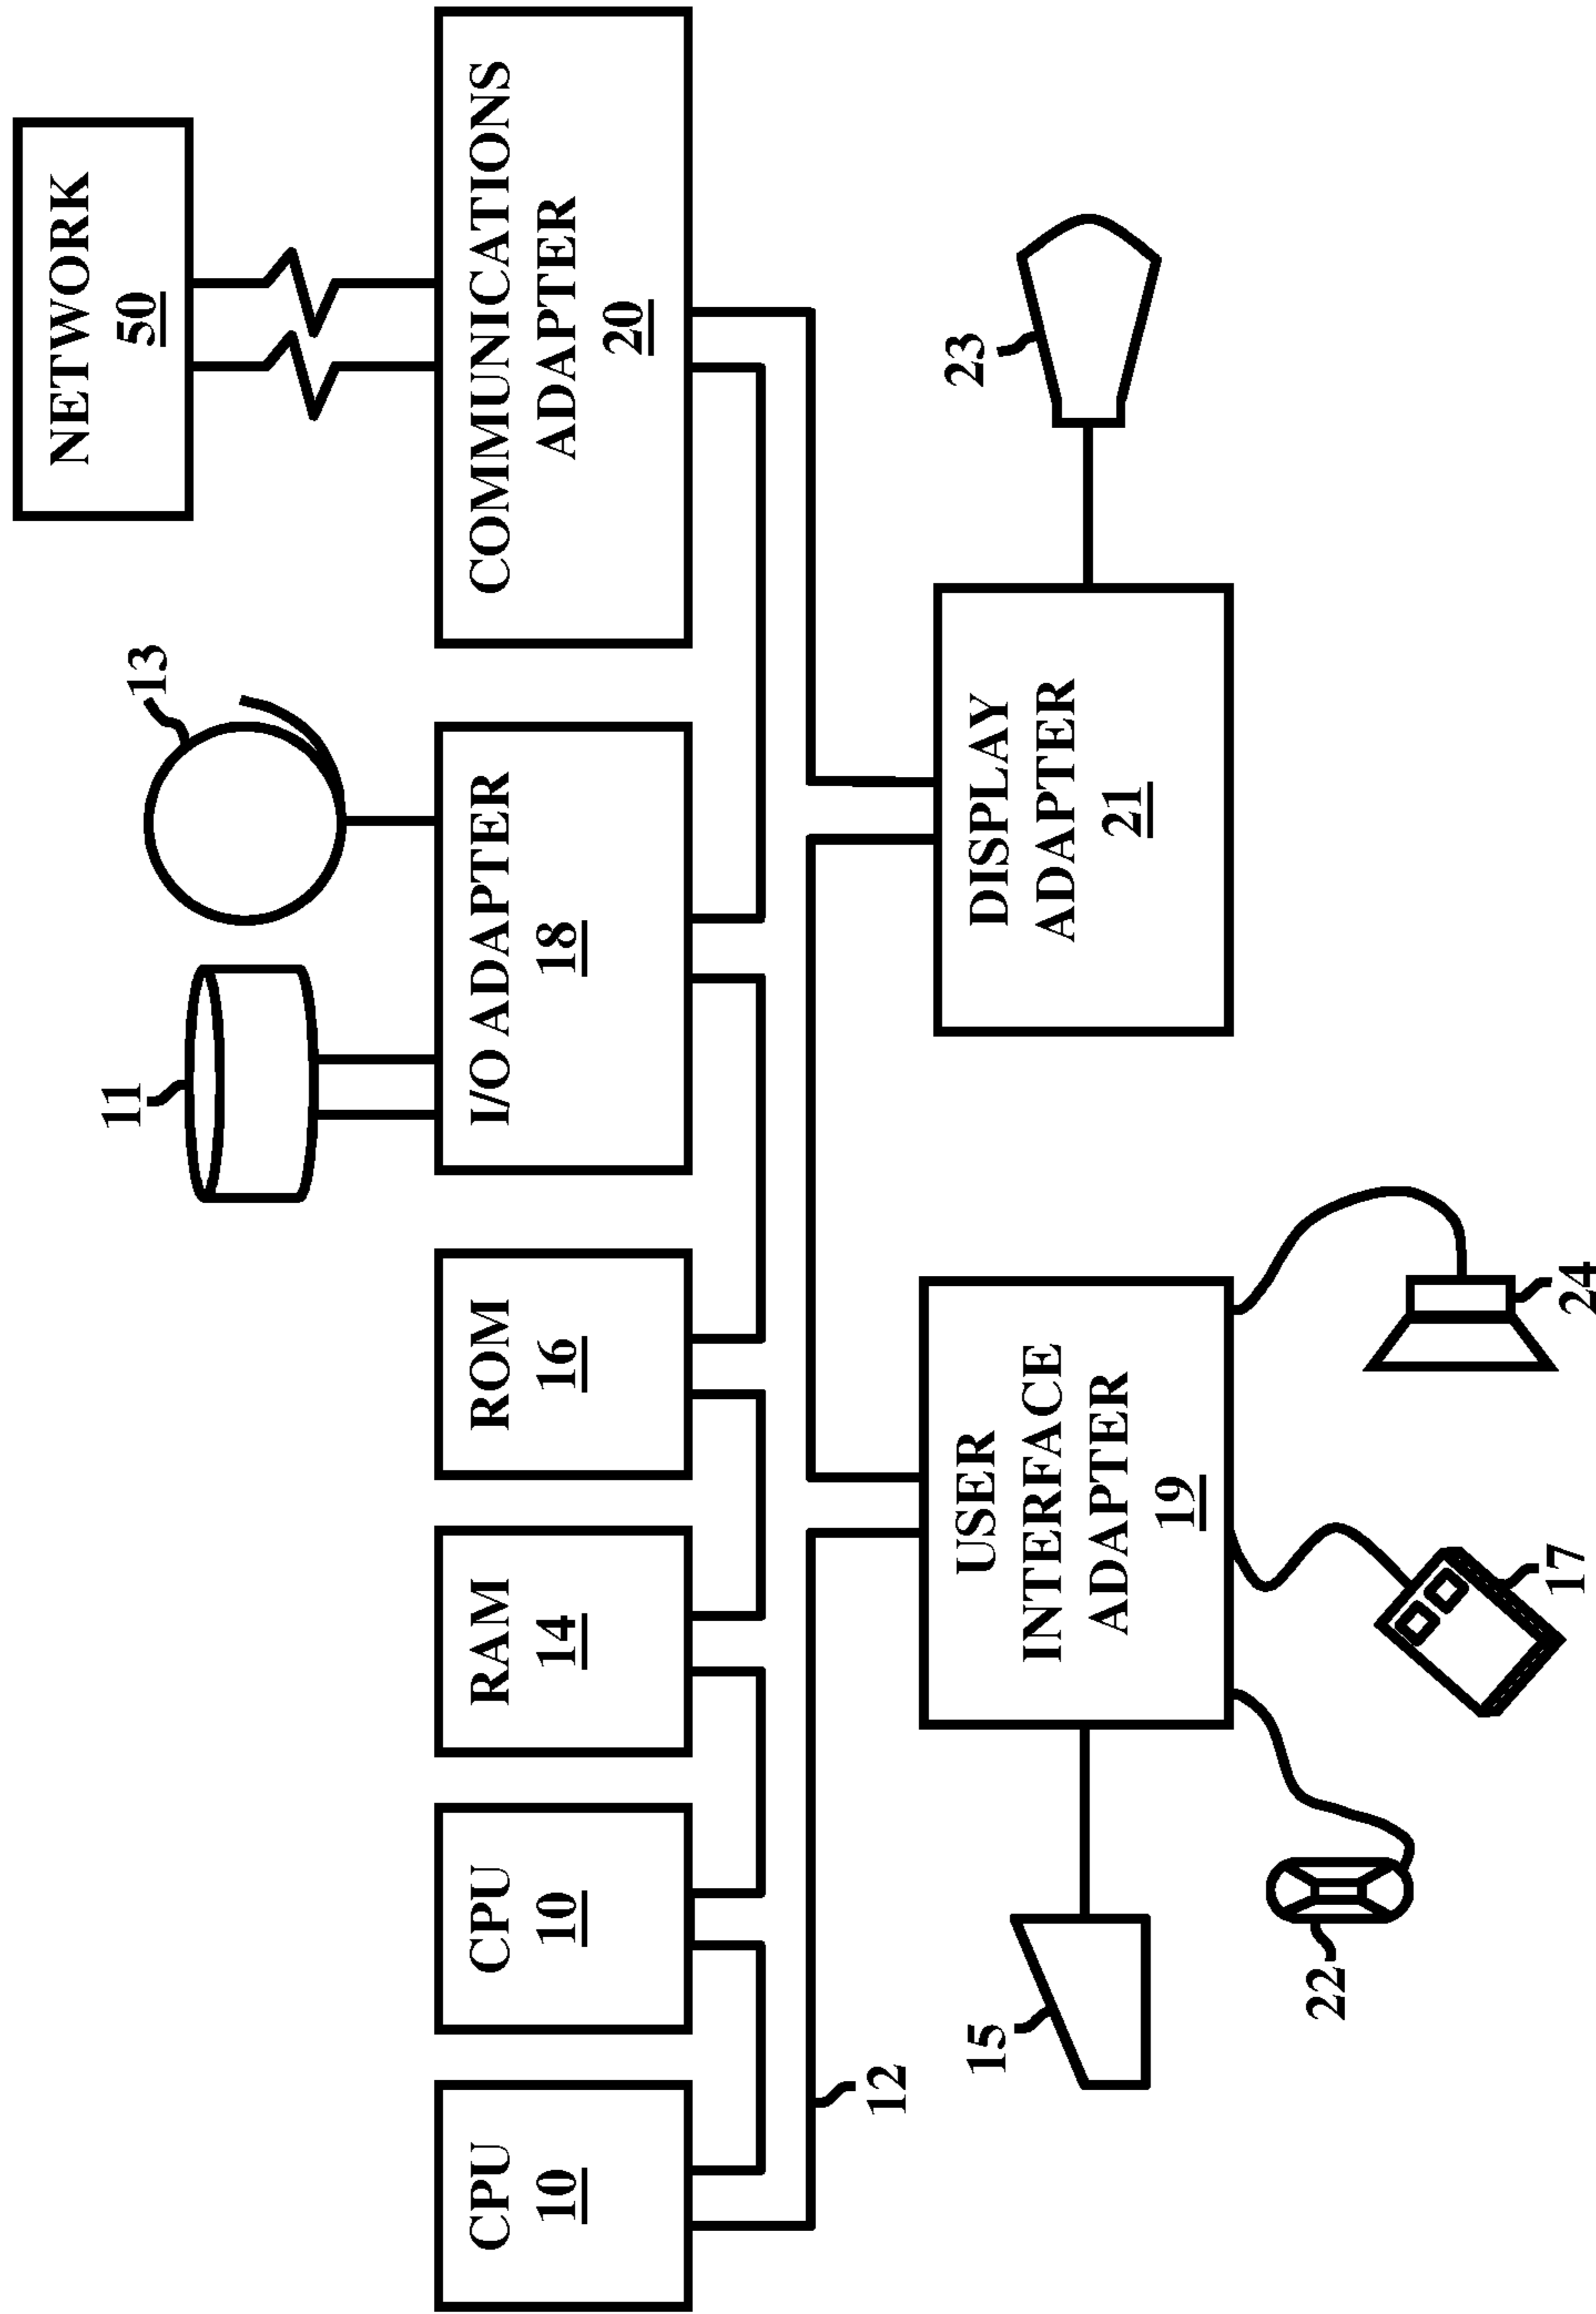 NETWORK
50
11
13
CPU
10
CPU
10
RAM
14
ROM
16
I/O ADAPTER
18
COMMUNICATIONS
ADAPTER
20
12
15
USER
INTERFACE
ADAPTER
19
DISPLAY
ADAPTER
21
23
22
17
24